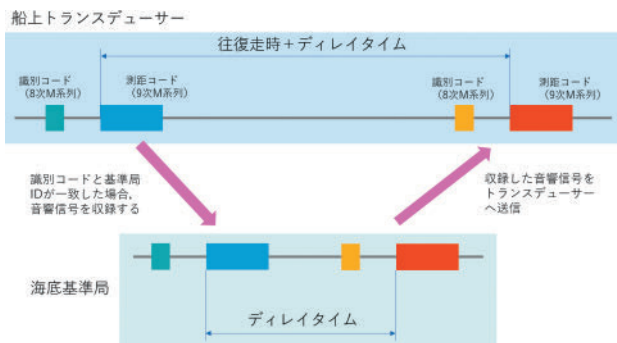 船上トランスデューサー
往復走時＋ディレイタイム
識別コード
（8次M系列）
測距コード
（9次M系列）
識別コード
（8次M系列）
測距コード
（9次M系列）
識別コードと基準局
IDが一致した場合,
音響信号を収録する
収録した音響信号を
トランスデューサー
へ送信
海底基準局
ディレイタイム